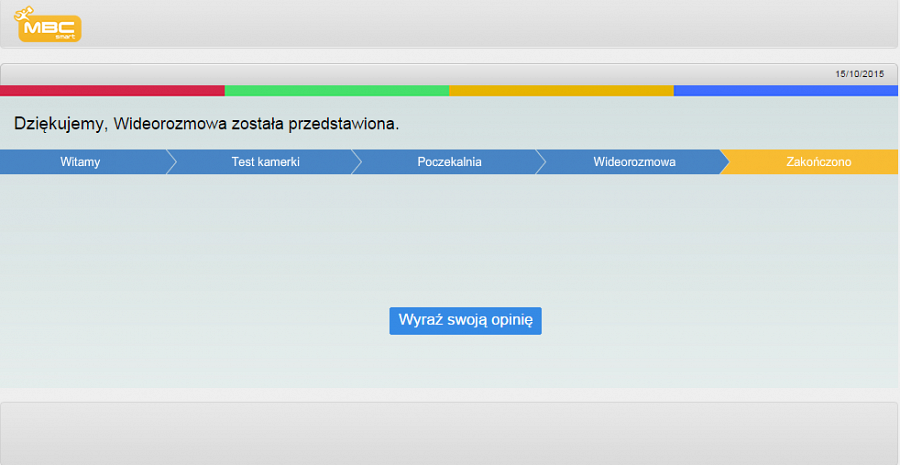 MBC
smart
15/10/2015
Dziękujemy, Wideorozmowa została przedstawiona.
Witamy
Test kamerki
Poczekalnia
Wideorozmowa
Zakończono
Wyraź swoją opinię